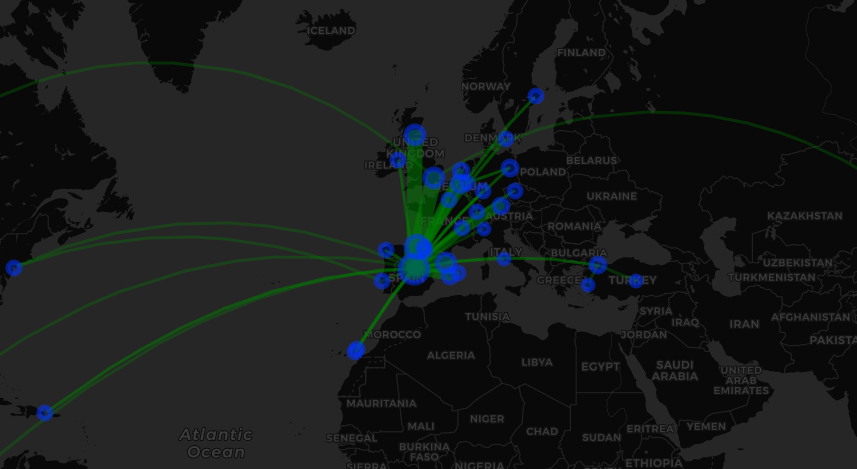 ICELAND
FINLAND
NORWAY
UNITED
KINGDOM
DENMARK
IRELAND
BELARUS
POLAND
BELGIUM
UKRAINE
FRANCE
AUSTRIA
KAZAKHSTAN
ROMANIA
ITALY
BULGARIA
UZBEKISTAN
SPAIN
GREECE
TURKEY
TURKMENISTAN
SYRIA
TUNISIA
IRAQ
IRAN
AFGHANISTAN
MOROCCO
JORDAN
PAKISTA
ALGERIA
LIBYA
EGYPT
SAUDI
ARABIA
UNITED
ARAB
EMIRATES
MAURITANIA
MALI
NIGER
CHAD
SUDAN
ERITREA
YEMEN
Atlantic
Ocean
SENEGAL
BURKINA
FASO
SIERRA
NIGERIA
ETHIOPIA